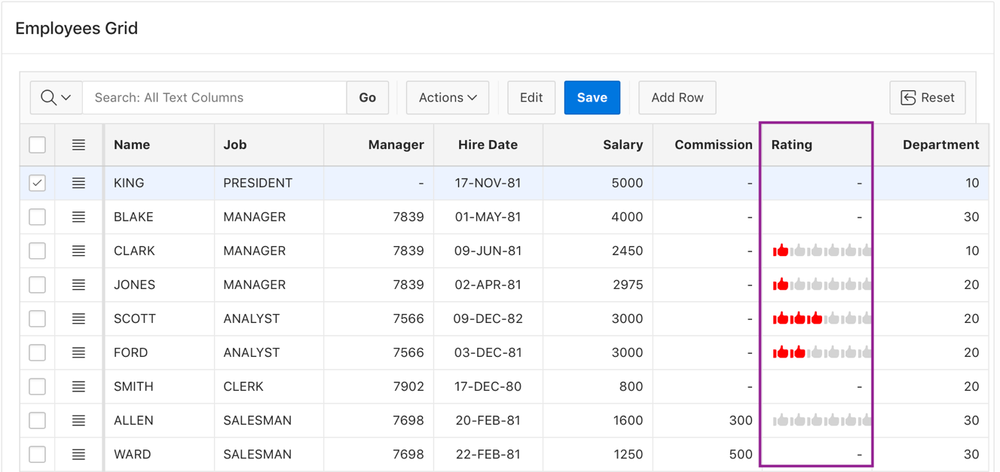 Employees Grid
Search: All Text Columns Go Actions Edit Save Add Row Reset
Name Job Manager Hire Date Salary Commission Rating Department
KING PRESIDENT - 17-NOV-81 5000 - - 10
BLAKE MANAGER 7839 01-MAY-81 4000 - - 30
CLARK MANAGER 7839 09-JUN-81 2450 - 10
JONES MANAGER 7839 02-APR-81 2975 - 20
SCOTT ANALYST 7566 09-DEC-82 3000 - 20
FORD ANALYST 7566 03-DEC-81 3000 - 20
SMITH CLERK 7902 17-DEC-80 800 - - 20
ALLEN SALESMAN 7698 20-FEB-81 1600 300 30
WARD SALESMAN 7698 22-FEB-81 1250 500 - 30